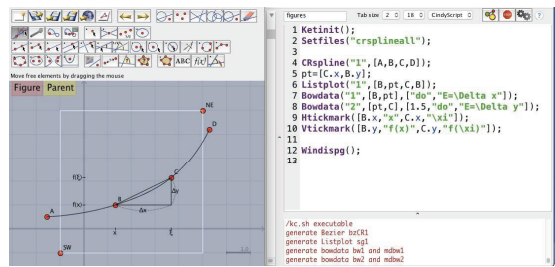 ABC f(x)
Move free elements by dragging the mouse
Figure Parent
NE
D
C
f(ξ)
Δy
A
B
f(x)
Δx
x
ξ
SW
1.0
figures Tab size 2 16 CindyScript
1 Ketinit();
2 Setfiles("crsplineall");
3
4 CRspline("1",[A,B,C,D]);
5 pt=[C.x,B.y];
6 Listplot("1",[B,pt,C,B]);
7 Bowdata("1",[B,pt],["do","E=\Delta x"]);
8 Bowdata("2",[pt,C],[1.5,"do","E=\Delta y"]);
9 Htickmark([B.x,"x",C.x,"\xi"]);
10 Vtickmark([B.y,"f(x)",C.y,"f(\xi)"]);
11
12 Windispg();
13
/kc.sh executable
generate Bezier bzCR1
generate Listplot sg1
generate bowdata bw1 and mdbw1
generate bowdata bw2 and mdbw2